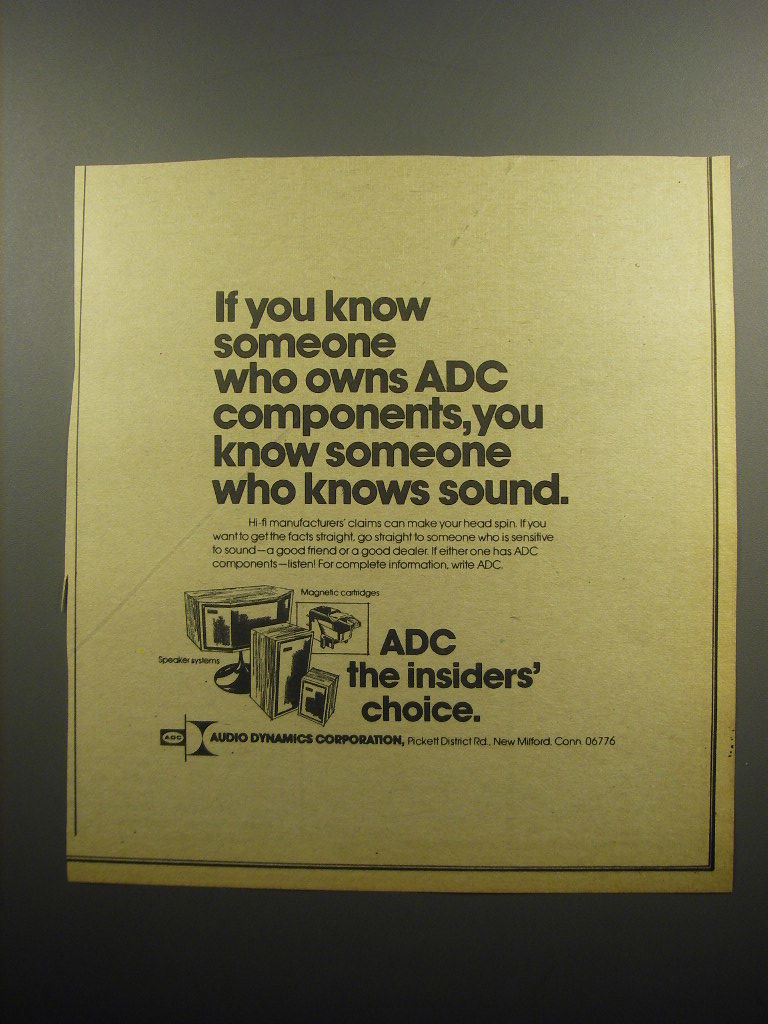 If you know
someone
who owns ADC
components, you
know someone
who knows sound.
Hi-fi manufacturers' claims can make your head spin. If you
want to get the facts straight, go straight to someone who is sensitive
to sound—a good friend or a good dealer. If either one has ADC
components—listen! For complete information, write ADC.
Magnetic cartridges
Speaker systems
ADC
the insiders'
choice.
ADC
AUDIO DYNAMICS CORPORATION, Pickett District Rd., New Milford, Conn. 06776